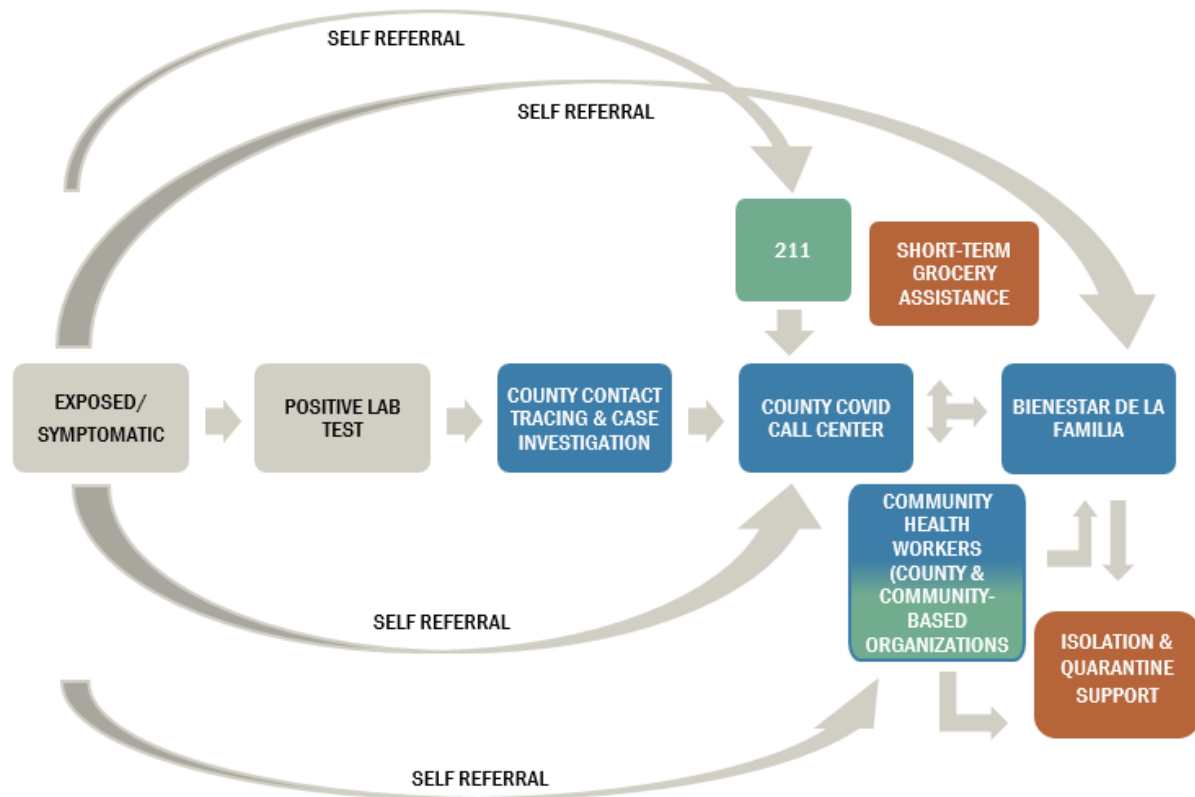 SELF REFERRAL
SELF REFERRAL
211
SHORT-TERM
GROCERY
ASSISTANCE
EXPOSED/
SYMPTOMATIC
POSITIVE LAB
TEST
COUNTY CONTACT
TRACING & CASE
INVESTIGATION
COUNTY COVID
CALL CENTER
BIENESTAR DE LA
FAMILIA
COMMUNITY
HEALTH
WORKERS
(COUNTY &
COMMUNITY-
BASED
ORGANIZATIONS
SELF REFERRAL
ISOLATION &
QUARANTINE
SUPPORT
SELF REFERRAL